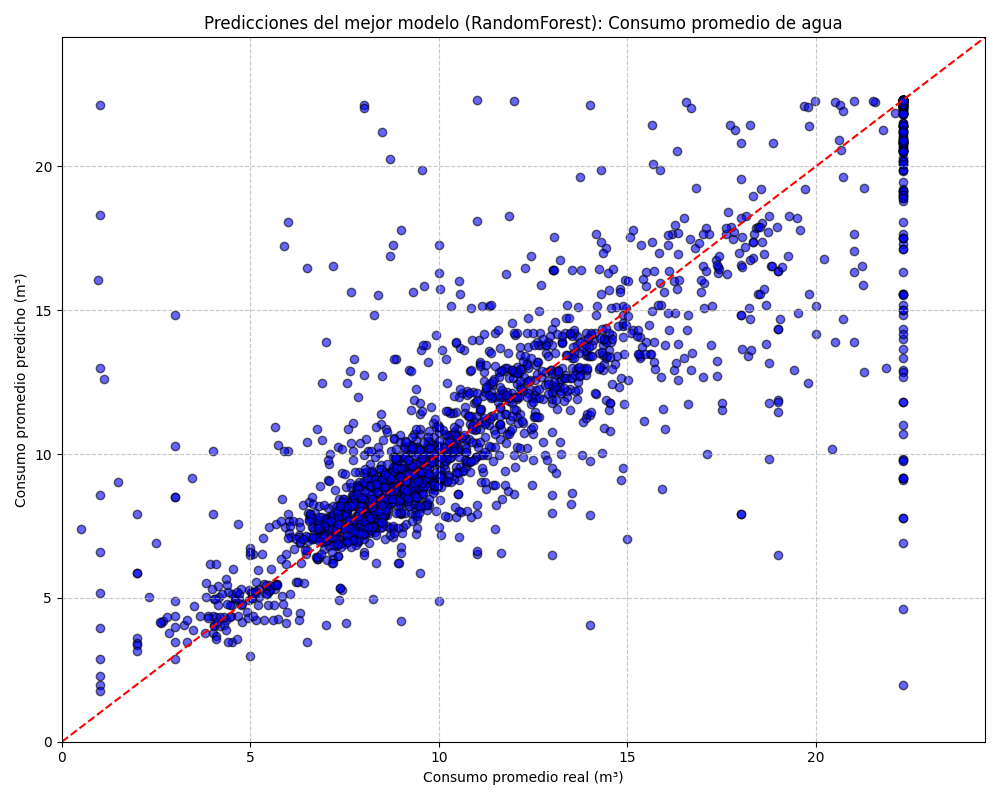 Predicciones del mejor modelo (RandomForest): Consumo promedio de agua
Consumo promedio predicho (m³)
20
15
10
5
0
0 5 10 15 20
Consumo promedio real (m³)